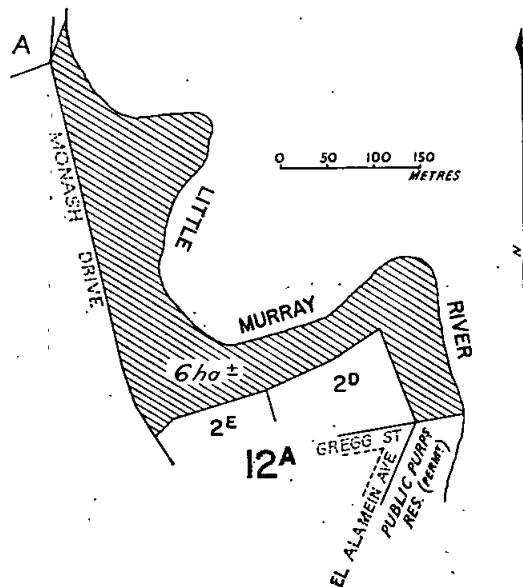 A
MONASH DRIVE
LITTLE
0 50 100 150
METRES
N
MURRAY
RIVER
6ha ±
2E
2D
12A
GREGG ST
EL ALAMEIN AVE
PUBLIC PURPS
RES. (PERMT.)